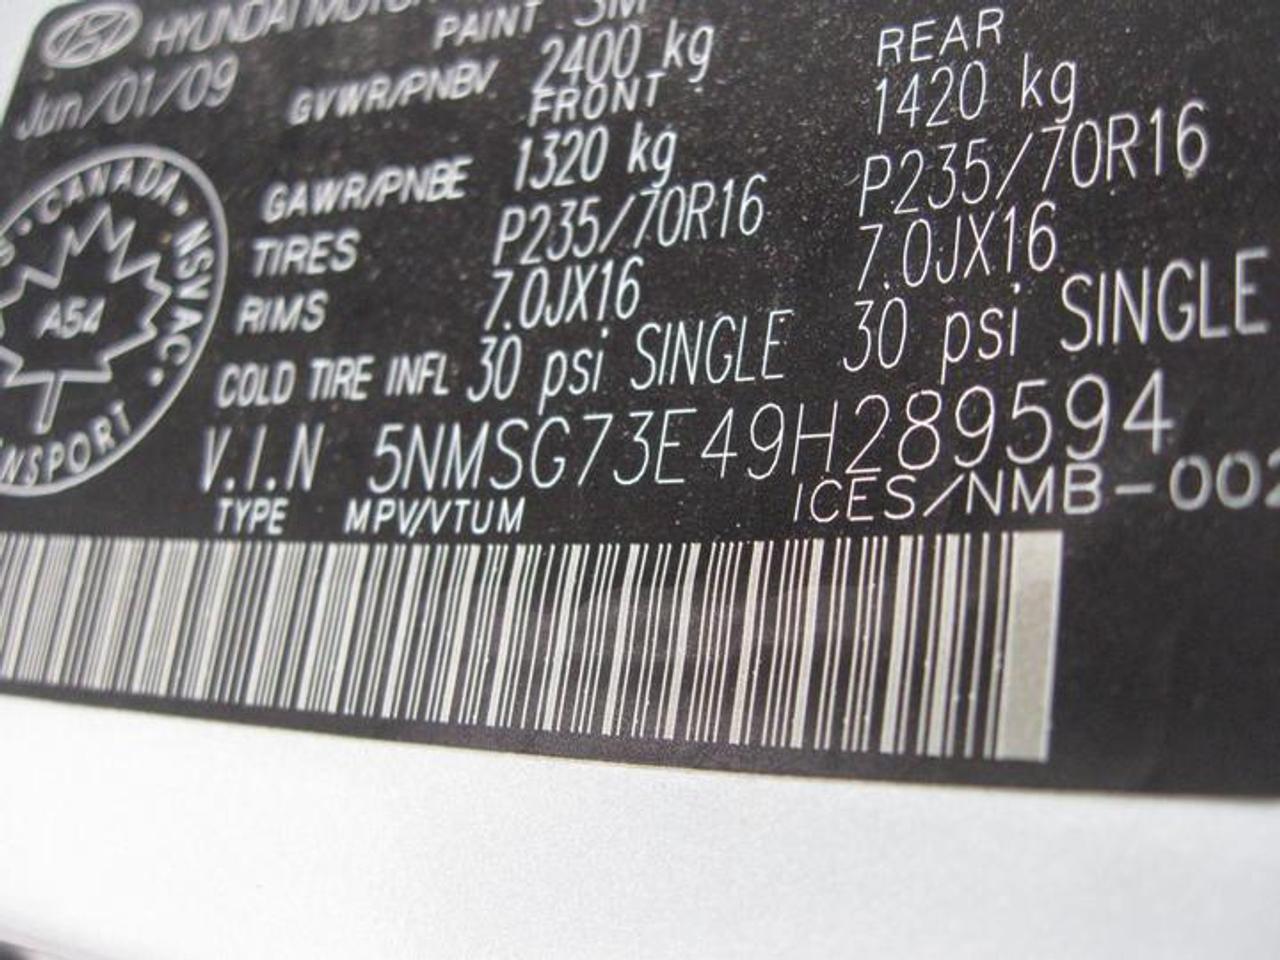 HYUNDAI MOTOR
PAINT 3M
Jun/01/09
GVWR/PNBV 2400 kg
FRONT REAR
GAWR/PNBE 1320 kg 1420 kg
TIRES P235/70R16 P235/70R16
RIMS 7.0JX16 7.0JX16
COLD TIRE INFL 30 psi SINGLE 30 psi SINGLE
V.I.N 5NMSG73E49H289594
TYPE MPV/VTUM ICES/NMB-002
CANADA • NSVAC •
A54